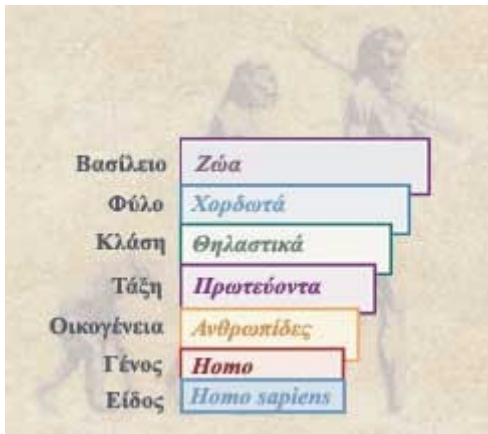 Βασίλειο Ζώα
Φύλο Χορδωτά
Κλάση Θηλαστικά
Τάξη Πρωτεύοντα
Οικογένεια Ανθρωπίδες
Γένος Homo
Είδος Homo sapiens